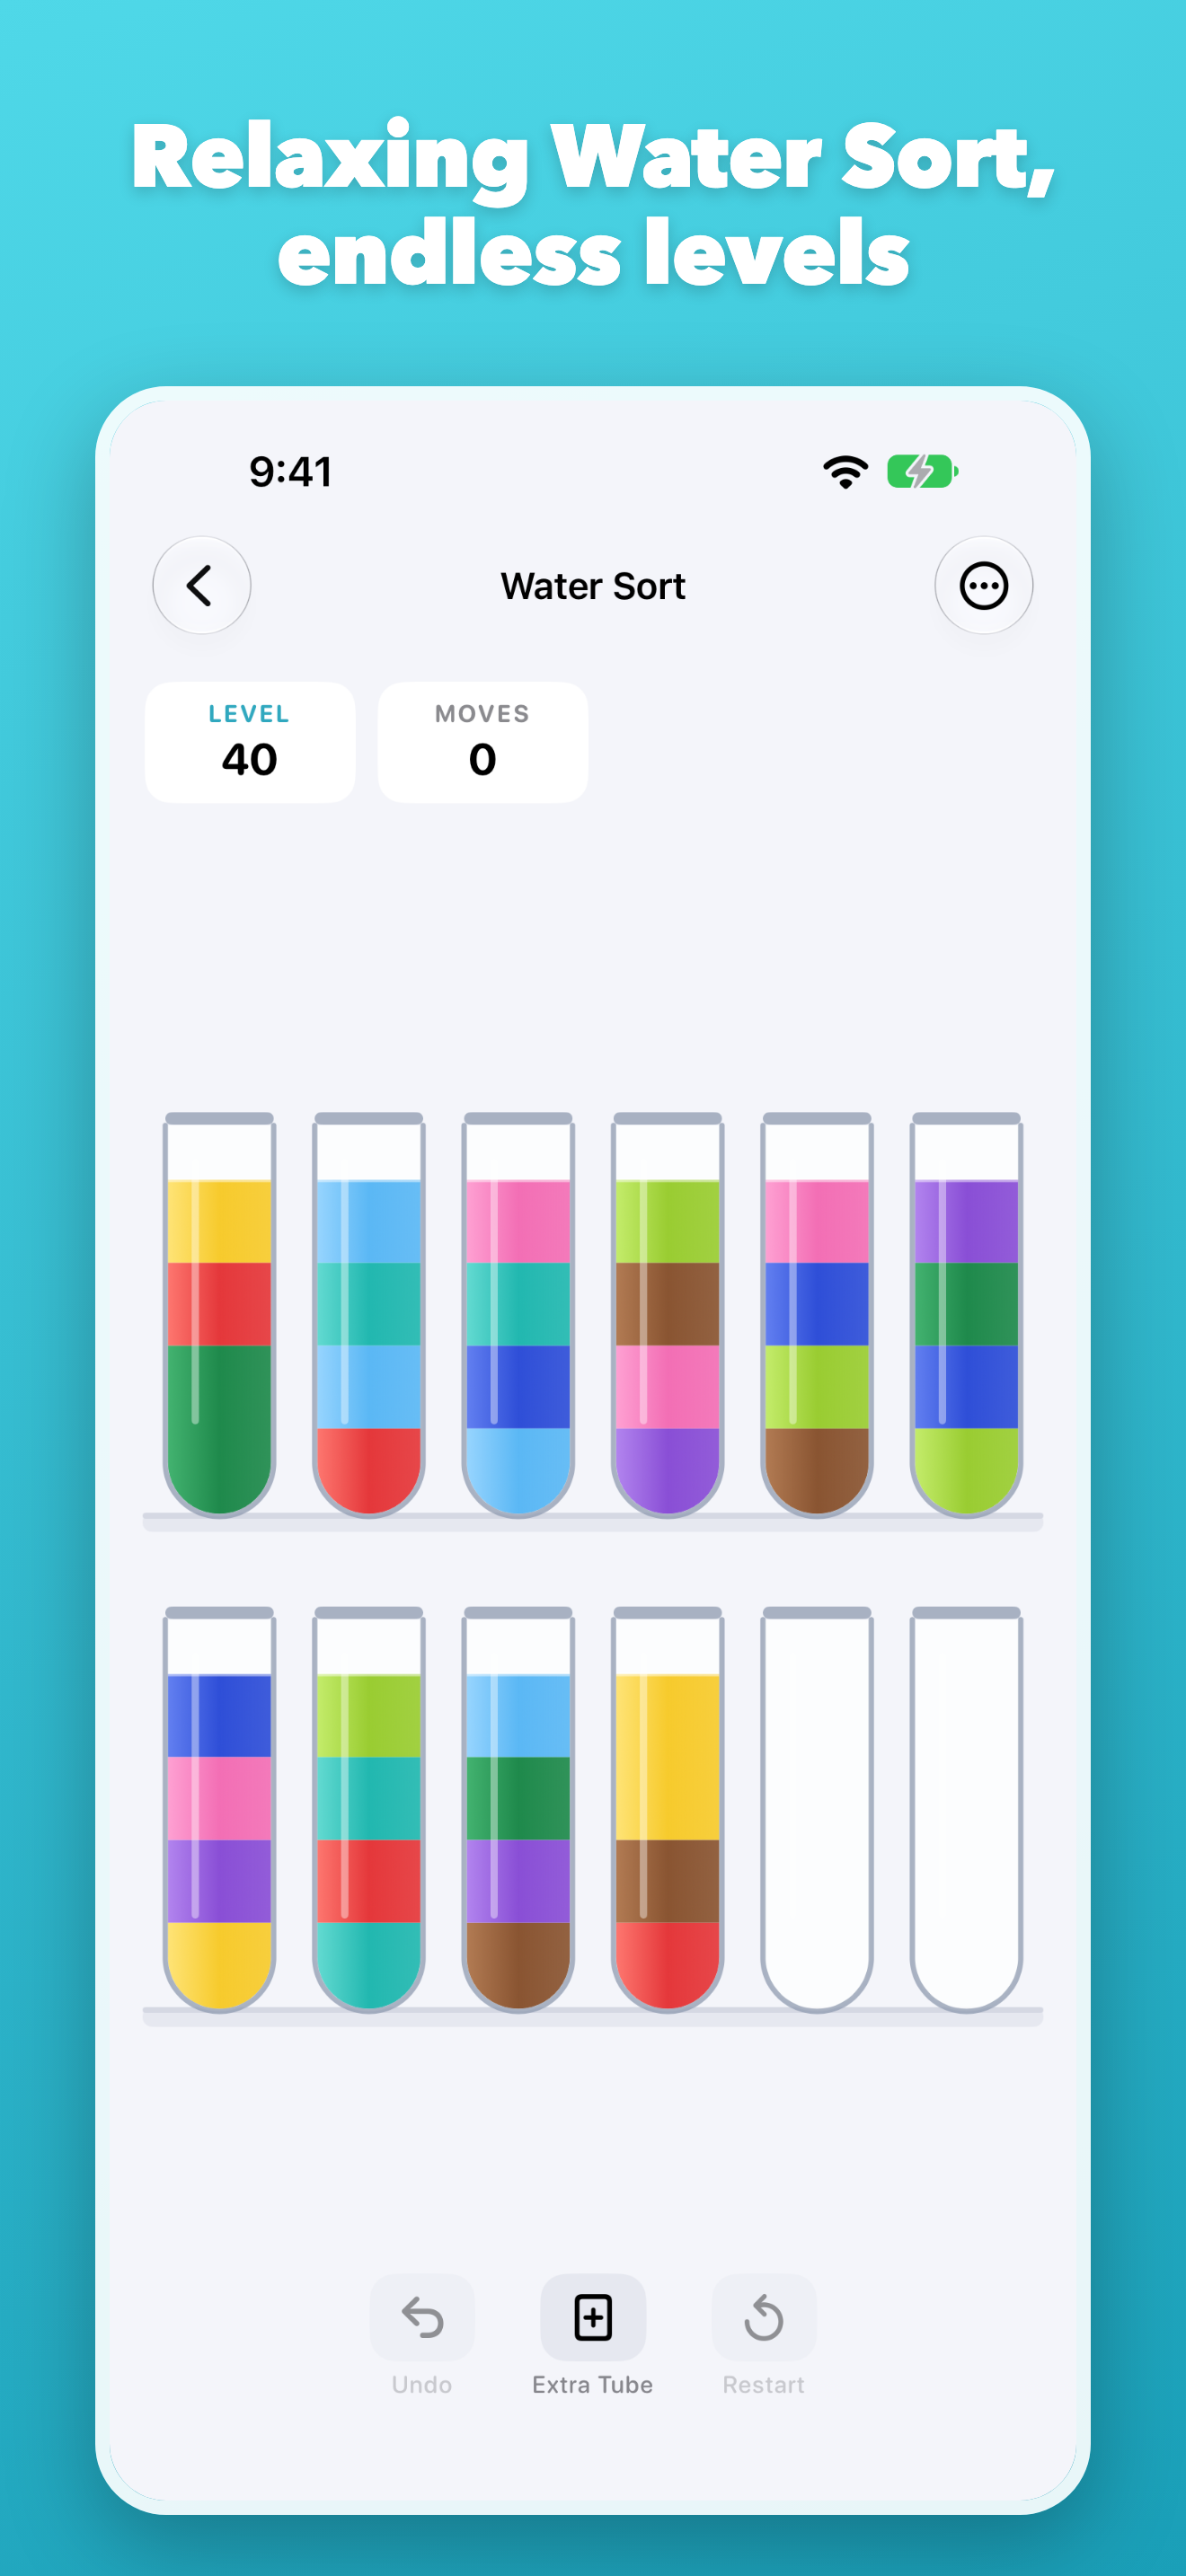 Relaxing Water Sort,
endless levels
9:41
Water Sort
LEVEL
40
MOVES
0
Undo
Extra Tube
Restart